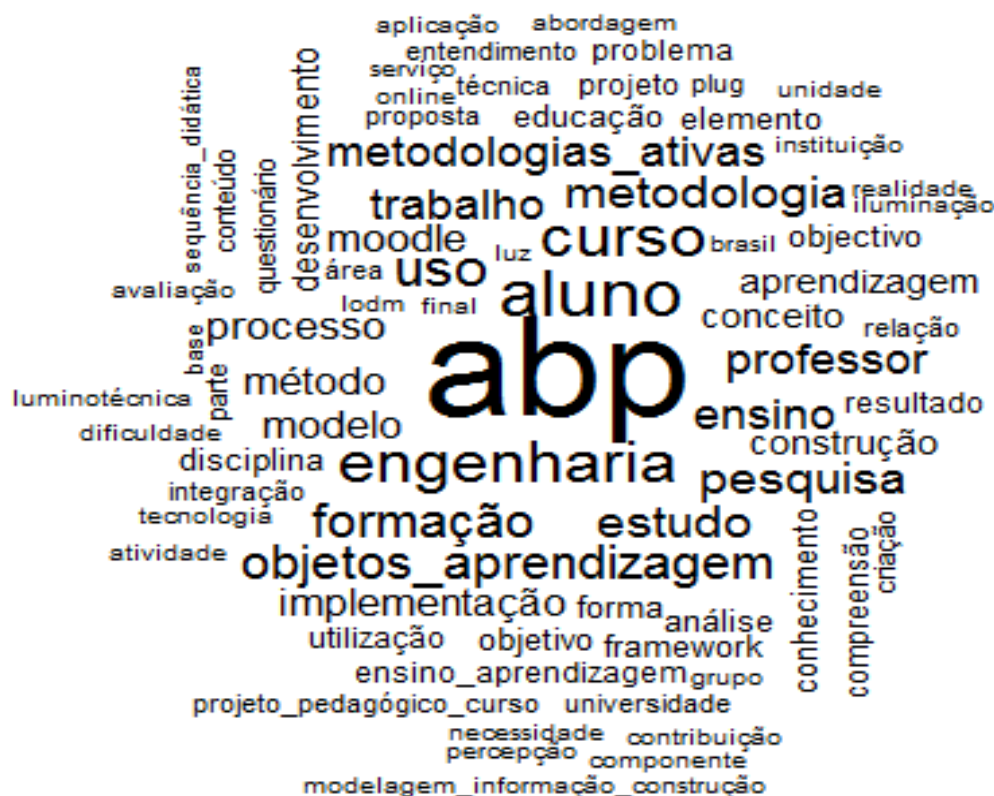 aplicação abordagem
entendimento problema
serviço técnica projeto plug unidade
online
proposta educação elemento
metodologias_ativas instituição
sequência_didática conteúdo questionário desenvolvimento
trabalho metodologia realidade
iluminação
moodle luz curso brasil objectivo
área uso aluno aprendizagem
avaliação lodm final conceito relação
base processo abp professor
parte método
luminotécnica modelo ensino resultado
dificuldade construção
disciplina engenharia pesquisa
integração
tecnologia formação estudo
atividade objetos_aprendizagem
conhecimento compreensão criação
implementação forma análise
utilização objetivo framework
ensino_aprendizagem grupo
projeto_pedagógico_curso universidade
necessidade contribuição
percepção componente
modelagem_informação_construção